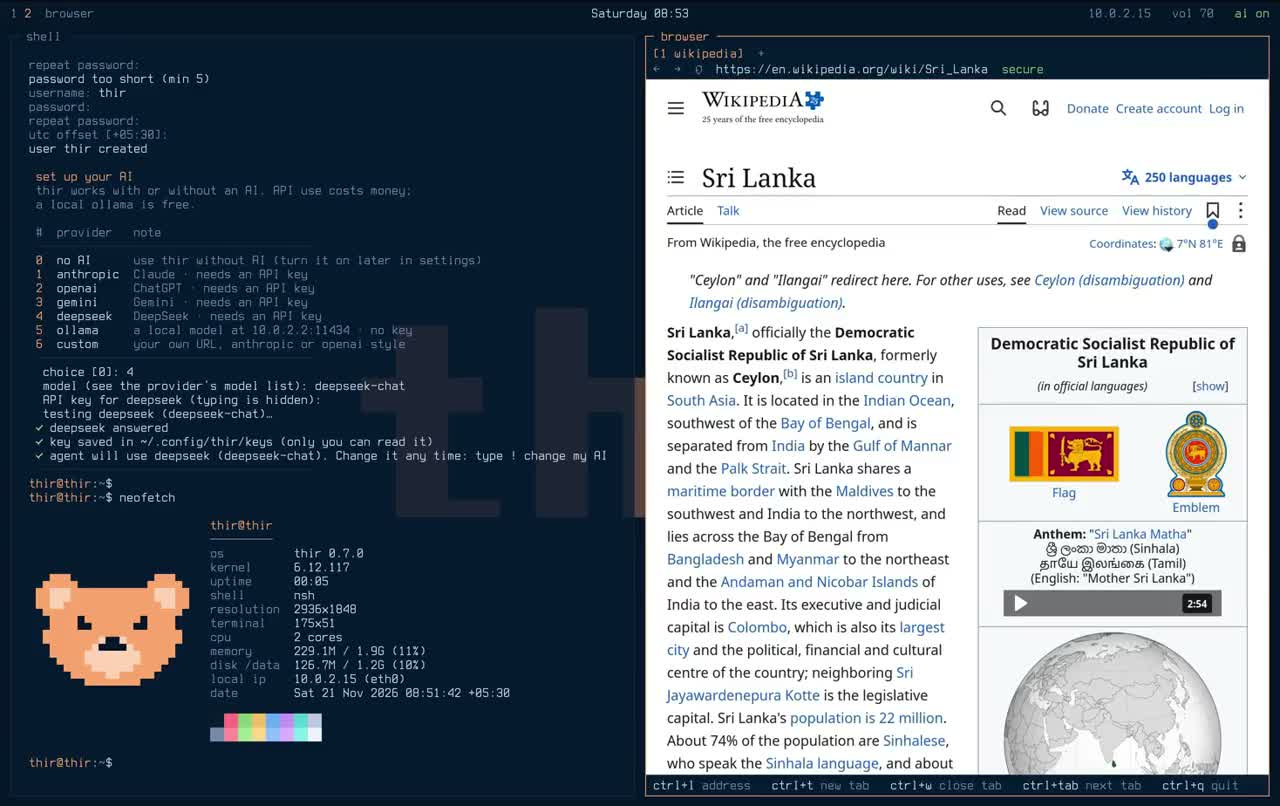 1 2 browser
Saturday 08:53
10.0.2.15 vol 70 ai on
shell
repeat password:
password too short (min 5)
username: thir
password:
repeat password:
utc offset [+05:30]:
user thir created
set up your AI
thir works with or without an AI. API use costs money;
a local ollama is free.
# provider note
0 no AI use thir without AI (turn it on later in settings)
1 anthropic Claude · needs an API key
2 openai ChatGPT · needs an API key
3 gemini Gemini · needs an API key
4 deepseek DeepSeek · needs an API key
5 ollama a local model at 10.0.2.2:11434 · no key
6 custom your own URL, anthropic or openai style
choice [0]: 4
model (see the provider's model list): deepseek-chat
API key for deepseek (typing is hidden):
testing deepseek (deepseek-chat)…
✓ deepseek answered
✓ key saved in ~/.config/thir/keys (only you can read it)
✓ agent will use deepseek (deepseek-chat). Change it any time: type ! change my AI
thir@thir:~$
thir@thir:~$ neofetch
thir@thir
os thir 0.7.0
kernel 6.12.117
uptime 00:05
shell nsh
resolution 2936x1848
terminal 175x51
cpu 2 cores
memory 229.1M / 1.9G (11%)
disk /data 126.7M / 1.2G (10%)
local ip 10.0.2.15 (eth0)
date Sat 21 Nov 2026 08:51:42 +05:30
thir@thir:~$
th
browser
[1 wikipedia] +
← → https://en.wikipedia.org/wiki/Sri_Lanka secure
WIKIPEDIA
25 years of the free encyclopedia
Donate Create account Log in
Sri Lanka
250 languages
Article Talk Read View source View history
From Wikipedia, the free encyclopedia
Coordinates: 7°N 81°E
"Ceylon" and "Ilangai" redirect here. For other uses, see Ceylon (disambiguation) and
Ilangai (disambiguation).
Sri Lanka,[a] officially the Democratic
Socialist Republic of Sri Lanka, formerly
known as Ceylon,[b] is an island country in
South Asia. It is located in the Indian Ocean,
southwest of the Bay of Bengal, and is
separated from India by the Gulf of Mannar
and the Palk Strait. Sri Lanka shares a
maritime border with the Maldives to the
southwest and India to the northwest, and
lies across the Bay of Bengal from
Bangladesh and Myanmar to the northeast
and the Andaman and Nicobar Islands of
India to the east. Its executive and judicial
capital is Colombo, which is also its largest
city and the political, financial and cultural
centre of the country; neighboring Sri
Jayawardenepura Kotte is the legislative
capital. Sri Lanka's population is 22 million.
About 74% of the population are Sinhalese,
who speak the Sinhala language, and about
Democratic Socialist Republic of
Sri Lanka
(in official languages) [show]
Flag
Emblem
Anthem: "Sri Lanka Matha"
ශ්‍රී ලංකා මාතා (Sinhala)
தாயே இலங்கை (Tamil)
(English: "Mother Sri Lanka")
2:54
ctrl+l address ctrl+t new tab ctrl+w close tab ctrl+tab next tab ctrl+q quit